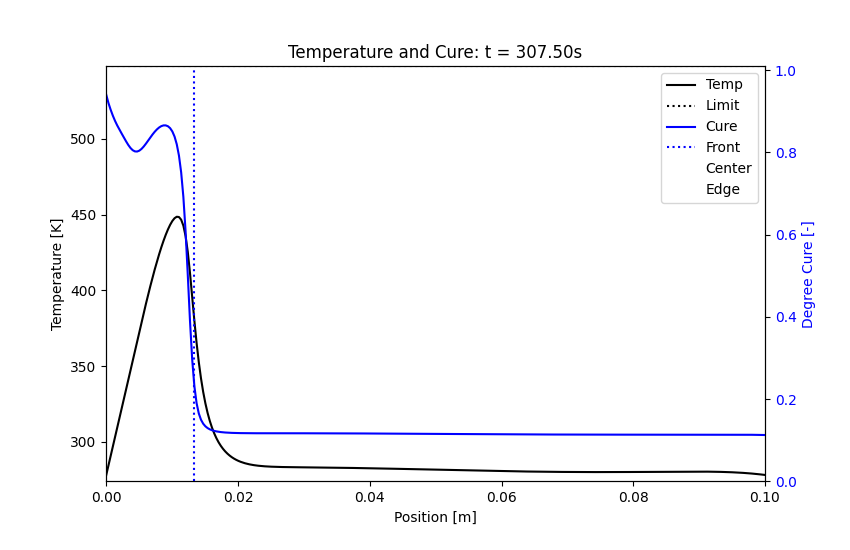 Temperature and Cure: t = 307.50s
Temp
Limit
Cure
Front
Center
Edge
Temperature [K]
500
450
400
350
300
Degree Cure [-]
1.0
0.8
0.6
0.4
0.2
0.0
0.00 0.02 0.04 0.06 0.08 0.10
Position [m]